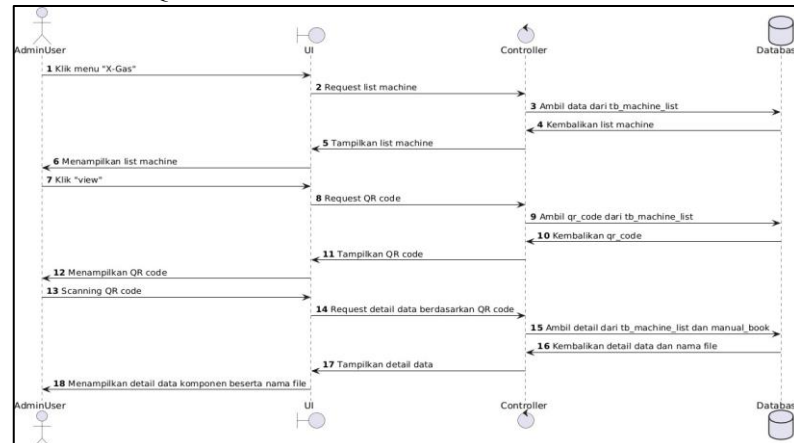 AdminUser UI Controller Databas
1 Klik menu "X-Gas"
2 Request list machine
3 Ambil data dari tb_machine_list
4 Kembalikan list machine
5 Tampilkan list machine
6 Menampilkan list machine
7 Klik "view"
8 Request QR code
9 Ambil qr_code dari tb_machine_list
10 Kembalikan qr_code
11 Tampilkan QR code
12 Menampilkan QR code
13 Scanning QR code
14 Request detail data berdasarkan QR code
15 Ambil detail dari tb_machine_list dan manual_book
16 Kembalikan detail data dan nama file
17 Tampilkan detail data
18 Menampilkan detail data komponen beserta nama file
AdminUser UI Controller Databas